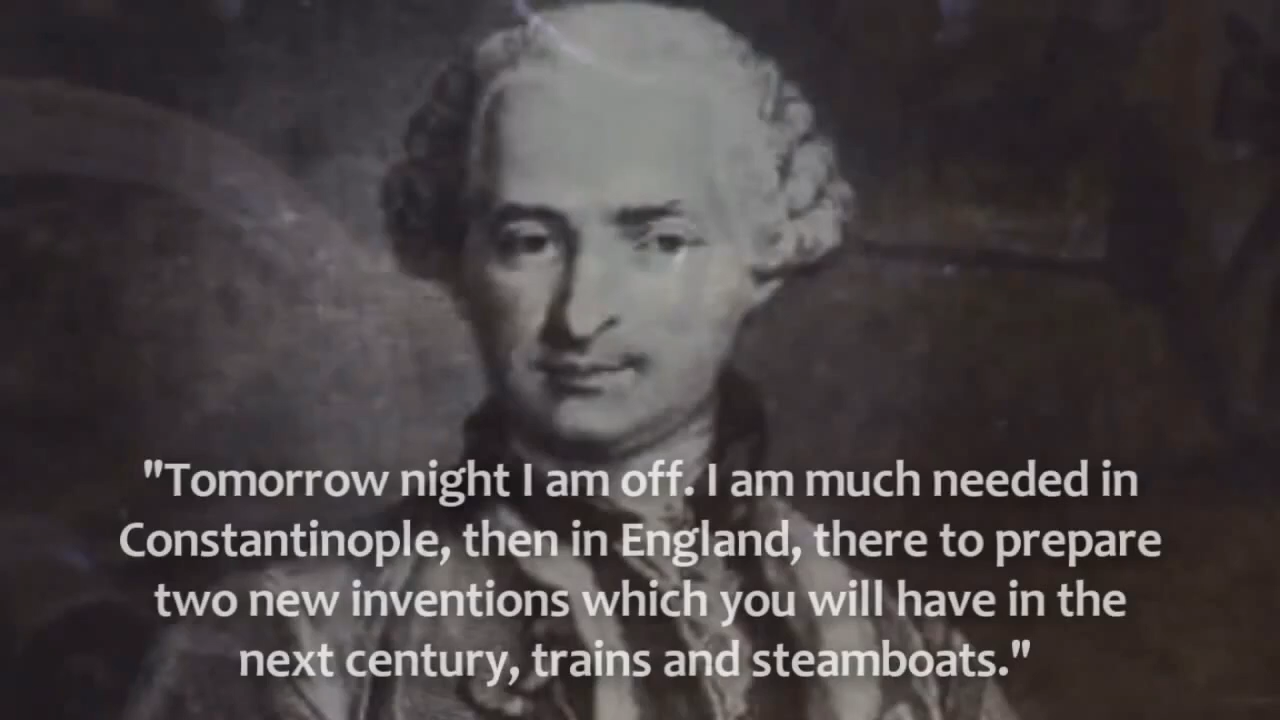 "Tomorrow night I am off. I am much needed in
Constantinople, then in England, there to prepare
two new inventions which you will have in the
next century, trains and steamboats."